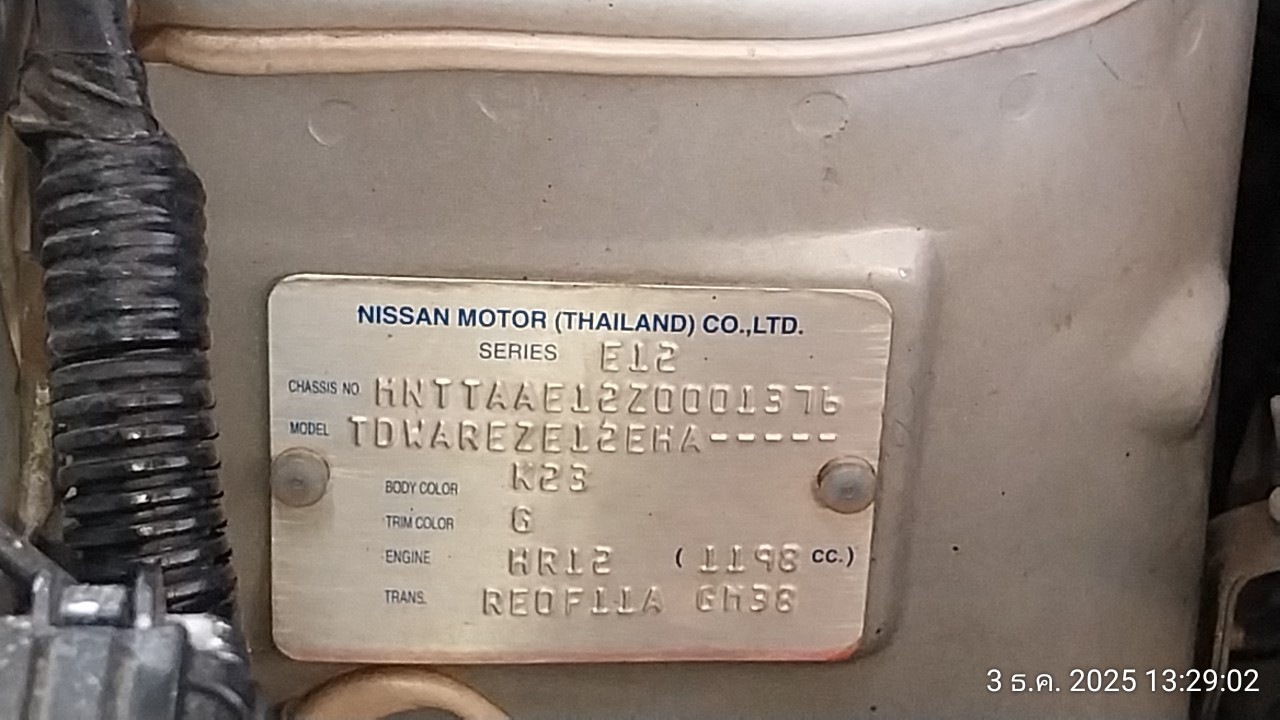 NISSAN MOTOR (THAILAND) CO.,LTD.
SERIES E12
CHASSIS NO. MNTTAAE12Z0001376
MODEL TDWAREZE12EHA-----
BODY COLOR K23
TRIM COLOR G
ENGINE HR12 ( 1198 CC.)
TRANS. RE0F11A GH38
3 ธ.ค. 2025 13:29:02